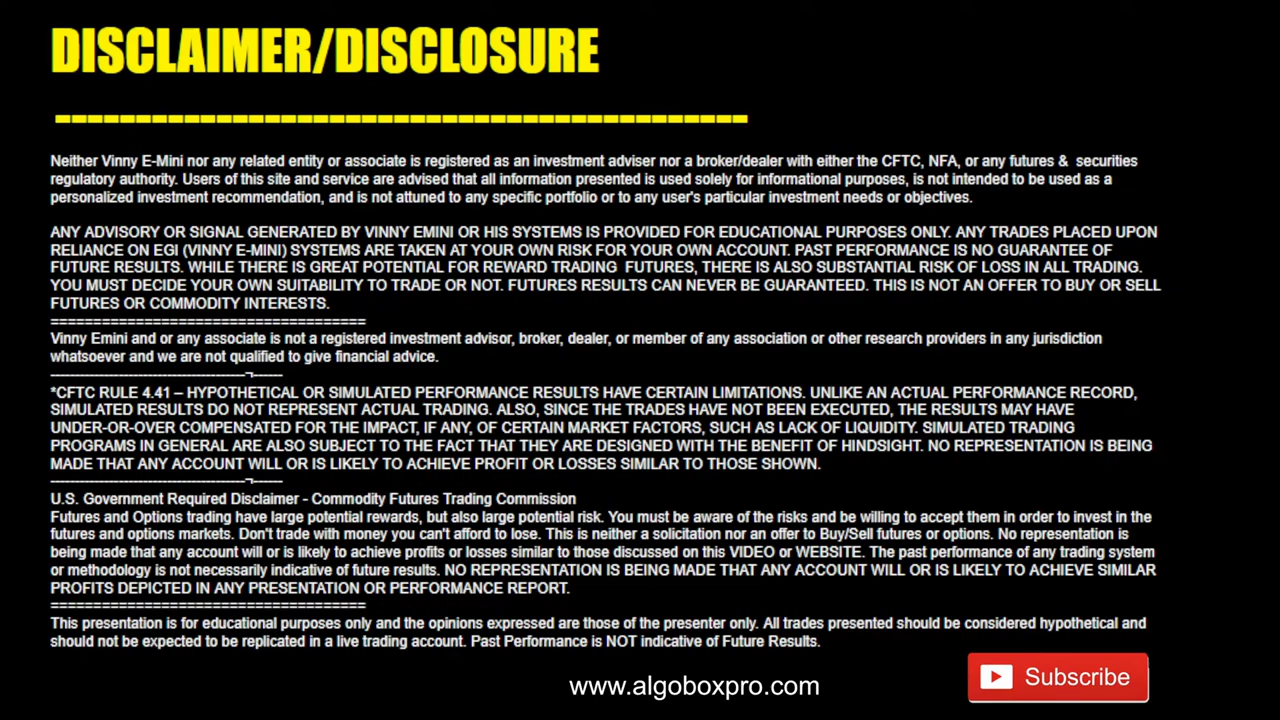 DISCLAIMER/DISCLOSURE
-------------------------------------------
Neither Vinny E-Mini nor any related entity or associate is registered as an investment adviser nor a broker/dealer with either the CFTC, NFA, or any futures &  securities
regulatory authority. Users of this site and service are advised that all information presented is used solely for informational purposes, is not intended to be used as a
personalized investment recommendation, and is not attuned to any specific portfolio or to any user's particular investment needs or objectives.
ANY ADVISORY OR SIGNAL GENERATED BY VINNY EMINI OR HIS SYSTEMS IS PROVIDED FOR EDUCATIONAL PURPOSES ONLY. ANY TRADES PLACED UPON
RELIANCE ON EGI (VINNY E-MINI) SYSTEMS ARE TAKEN AT YOUR OWN RISK FOR YOUR OWN ACCOUNT. PAST PERFORMANCE IS NO GUARANTEE OF
FUTURE RESULTS. WHILE THERE IS GREAT POTENTIAL FOR REWARD TRADING  FUTURES, THERE IS ALSO SUBSTANTIAL RISK OF LOSS IN ALL TRADING.
YOU MUST DECIDE YOUR OWN SUITABILITY TO TRADE OR NOT. FUTURES RESULTS CAN NEVER BE GUARANTEED. THIS IS NOT AN OFFER TO BUY OR SELL
FUTURES OR COMMODITY INTERESTS.
=====================================
Vinny Emini and or any associate is not a registered investment advisor, broker, dealer, or member of any association or other research providers in any jurisdiction
whatsoever and we are not qualified to give financial advice.
----------------------------------------¬------
*CFTC RULE 4.41 – HYPOTHETICAL OR SIMULATED PERFORMANCE RESULTS HAVE CERTAIN LIMITATIONS. UNLIKE AN ACTUAL PERFORMANCE RECORD,
SIMULATED RESULTS DO NOT REPRESENT ACTUAL TRADING. ALSO, SINCE THE TRADES HAVE NOT BEEN EXECUTED, THE RESULTS MAY HAVE
UNDER-OR-OVER COMPENSATED FOR THE IMPACT, IF ANY, OF CERTAIN MARKET FACTORS, SUCH AS LACK OF LIQUIDITY. SIMULATED TRADING
PROGRAMS IN GENERAL ARE ALSO SUBJECT TO THE FACT THAT THEY ARE DESIGNED WITH THE BENEFIT OF HINDSIGHT. NO REPRESENTATION IS BEING
MADE THAT ANY ACCOUNT WILL OR IS LIKELY TO ACHIEVE PROFIT OR LOSSES SIMILAR TO THOSE SHOWN.
----------------------------------------¬------
U.S. Government Required Disclaimer - Commodity Futures Trading Commission
Futures and Options trading have large potential rewards, but also large potential risk. You must be aware of the risks and be willing to accept them in order to invest in the
futures and options markets. Don't trade with money you can't afford to lose. This is neither a solicitation nor an offer to Buy/Sell futures or options. No representation is
being made that any account will or is likely to achieve profits or losses similar to those discussed on this VIDEO or WEBSITE. The past performance of any trading system
or methodology is not necessarily indicative of future results. NO REPRESENTATION IS BEING MADE THAT ANY ACCOUNT WILL OR IS LIKELY TO ACHIEVE SIMILAR
PROFITS DEPICTED IN ANY PRESENTATION OR PERFORMANCE REPORT.
=====================================
This presentation is for educational purposes only and the opinions expressed are those of the presenter only. All trades presented should be considered hypothetical and
should not be expected to be replicated in a live trading account. Past Performance is NOT indicative of Future Results.
www.algoboxpro.com
Subscribe